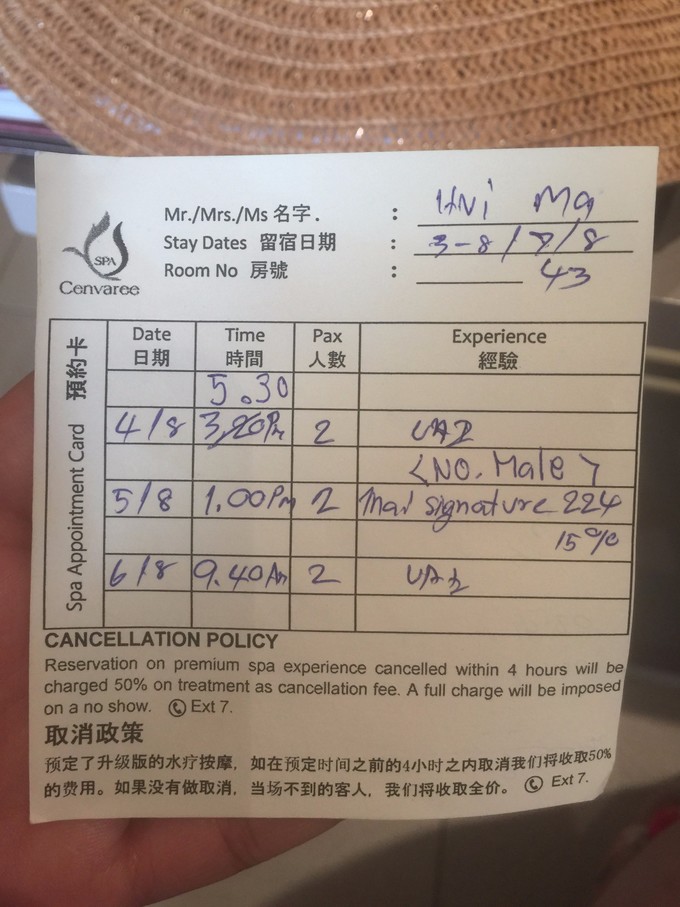 SPA
Cenvaree
Mr./Mrs./Ms 名字. : HNi Ma
Stay Dates 留宿日期 : 3-8/7/8
Room No 房號 : 43
Spa Appointment Card 預約卡
Date Time Pax Experience
日期 時間 人數 經驗
5.30
4/8 3.20Pm 2 UAI
<NO. Male>
5/8 1.00Pm 2 Mal signature 224
15%
6/8 9.40Am 2
CANCELLATION POLICY
Reservation on premium spa experience cancelled within 4 hours will be
charged 50% on treatment as cancellation fee. A full charge will be imposed
on a no show. Ext 7.
取消政策
预定了升级版的水疗按摩，如在预定时间之前的4小时之内取消我们将收取50%
的费用。如果没有做取消，当场不到的客人，我们将收取全价。 Ext 7.